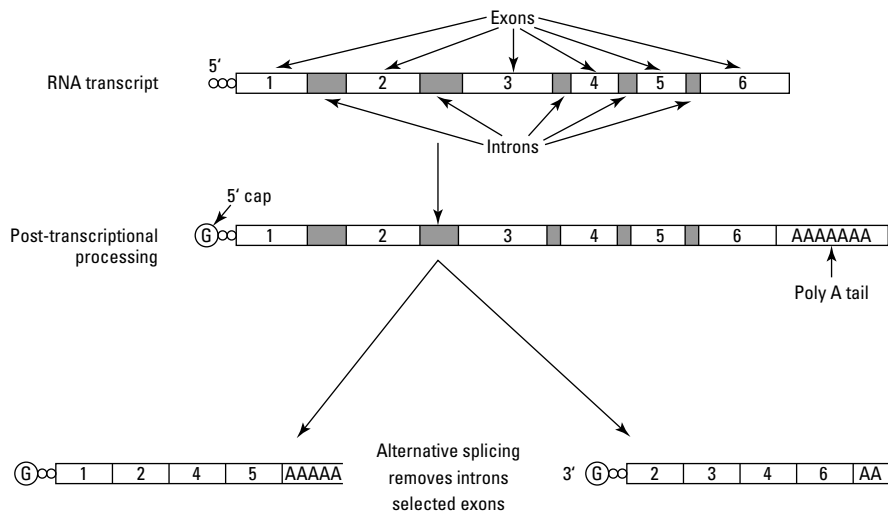 Exons
5'
RNA transcript
1 2 3 4 5 6
Introns
5' cap
G
1 2 3 4 5 6 AAAAAAA
Post-transcriptional
processing
Poly A tail
G 1 2 4 5 AAAAA
Alternative splicing
removes introns
selected exons
3' G 2 3 4 6 AA